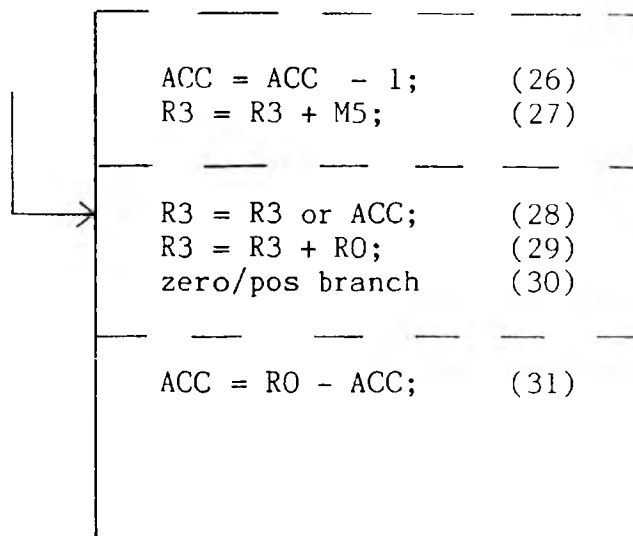 ACC = ACC - 1; (26)
R3 = R3 + M5; (27)
R3 = R3 or ACC; (28)
R3 = R3 + R0; (29)
zero/pos branch (30)
ACC = R0 - ACC; (31)